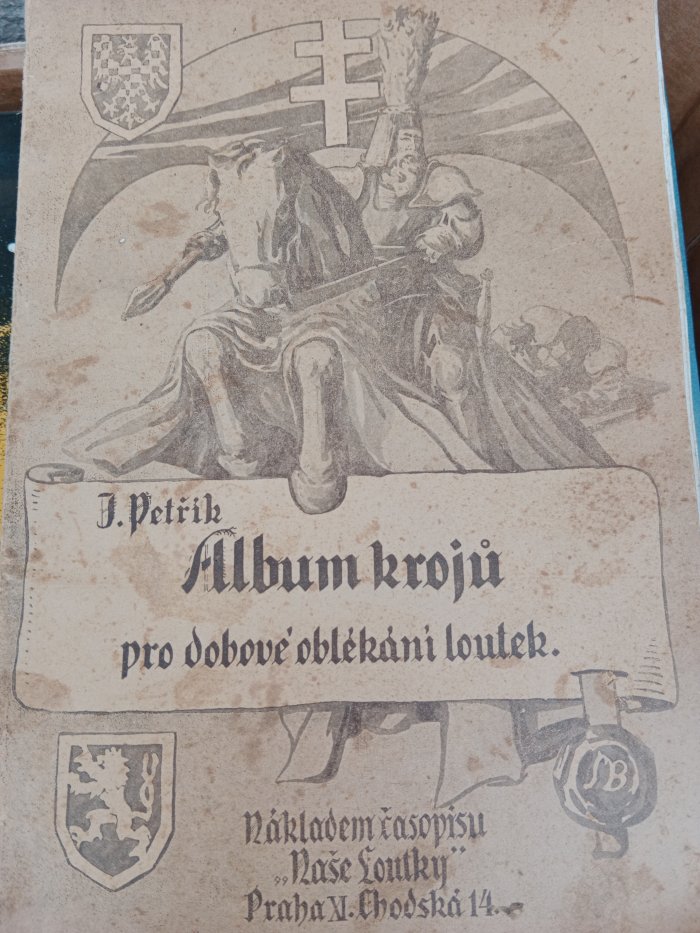 J. Petřík
Album krojů
pro dobové oblékání loutek.
Nákladem časopisu
„Naše Loutky"
Praha XI. Chodská 14.